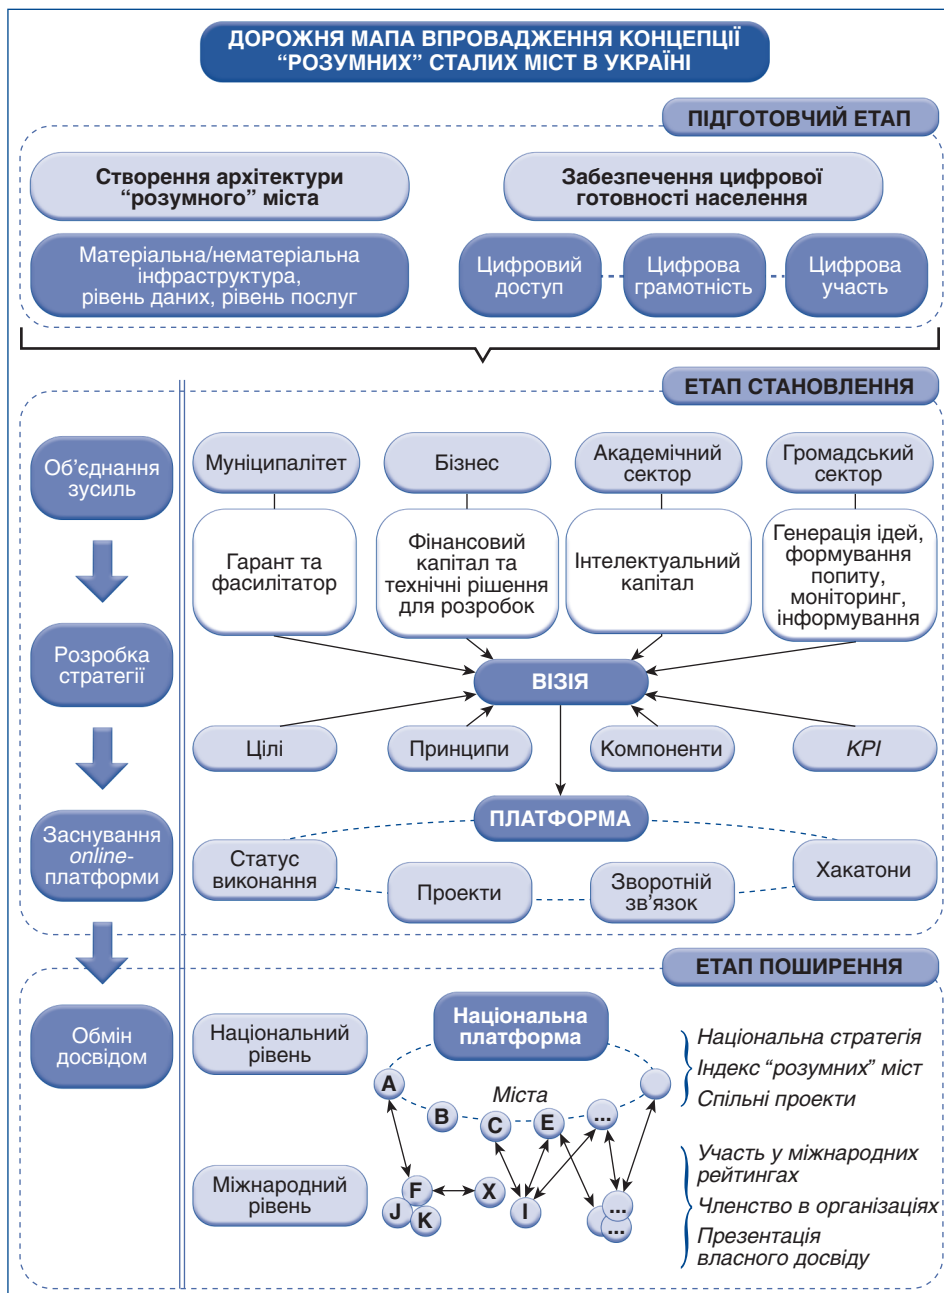 ДОРОЖНЯ МАПА ВПРОВАДЖЕННЯ КОНЦЕПЦІЇ
“РОЗУМНИХ” СТАЛИХ МІСТ В УКРАЇНІ
ПІДГОТОВЧИЙ ЕТАП
Створення архітектури
“розумного” міста
Забезпечення цифрової
готовності населення
Матеріальна/нематеріальна
інфраструктура,
рівень даних, рівень послуг
Цифровий
доступ
Цифрова
грамотність
Цифрова
участь
ЕТАП СТАНОВЛЕННЯ
Об’єднання
зусиль
Муніципалітет
Бізнес
Академічний
сектор
Громадський
сектор
Гарант та
фасилітатор
Фінансовий
капітал та
технічні рішення
для розробок
Інтелектуальний
капітал
Генерація ідей,
формування
попиту,
моніторинг,
інформування
Розробка
стратегії
ВІЗІЯ
Цілі
Принципи
Компоненти
KPI
Заснування
online-
платформи
ПЛАТФОРМА
Статус
виконання
Проекти
Зворотній
зв’язок
Хакатони
ЕТАП ПОШИРЕННЯ
Обмін
досвідом
Національний
рівень
Національна
платформа
Національна стратегія
Індекс “розумних” міст
Спільні проекти
Міста
A
B
C
E
...
Міжнародний
рівень
F
J
K
X
I
...
...
Участь у міжнародних
рейтингах
Членство в організаціях
Презентація
власного досвіду